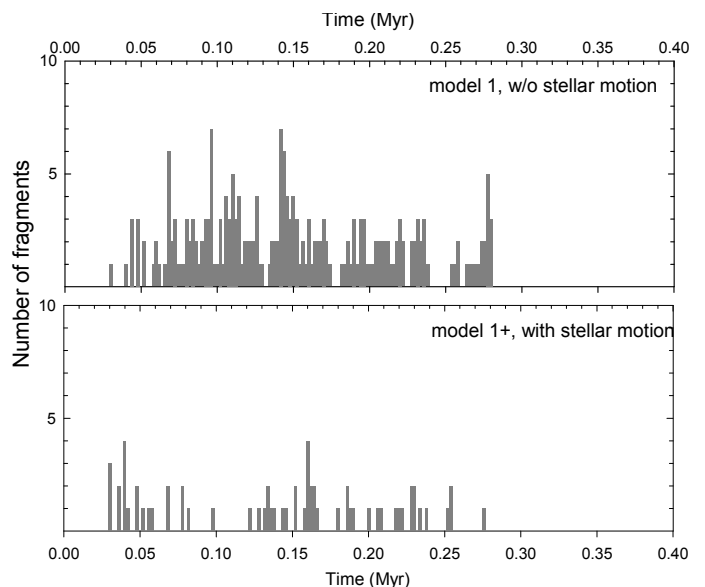 Time (Myr)
0.00 0.05 0.10 0.15 0.20 0.25 0.30 0.35 0.40
10
model 1, w/o stellar motion
5
Number of fragments
10
model 1+, with stellar motion
5
0.00 0.05 0.10 0.15 0.20 0.25 0.30 0.35 0.40
Time (Myr)